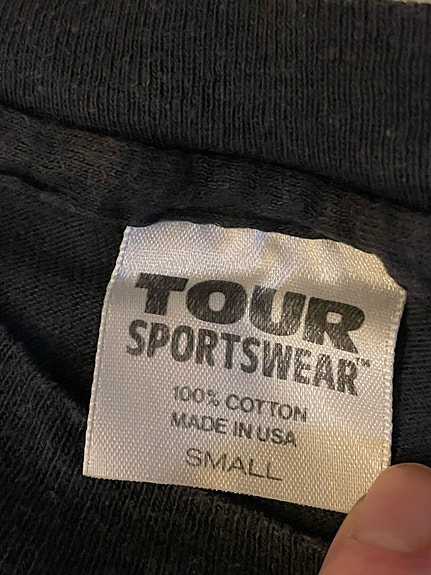 TOUR
SPORTSWEAR™
100% COTTON
MADE IN USA
SMALL